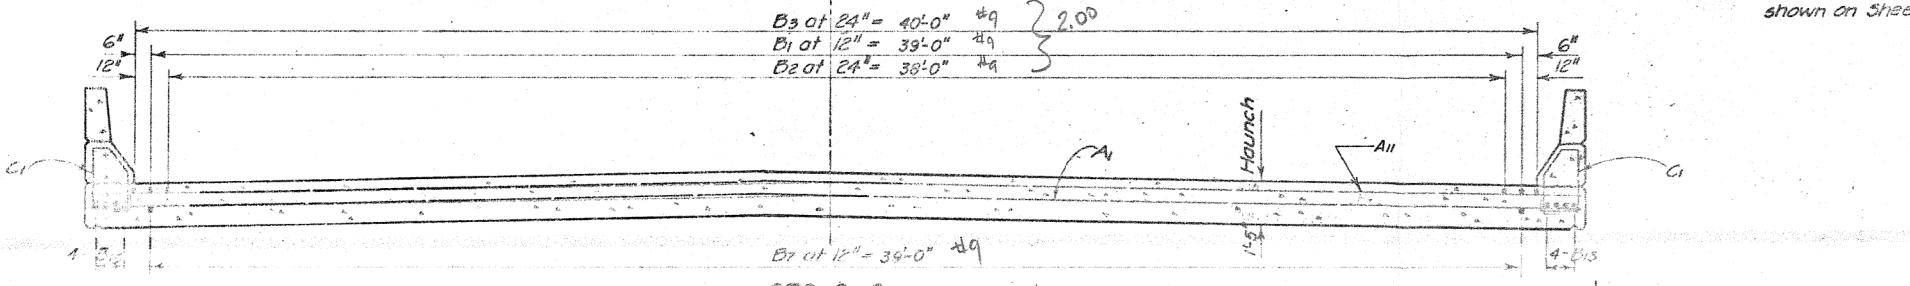 shown on Shee
B3 at 24" = 40'-0" #9 2.00
6" B1 at 12" = 39'-0" #9 6"
12" B2 at 24" = 38'-0" #9 12"
Haunch
A1
A11
C1
C1
1'-5"
B7 at 12" = 39'-0" #9
4-B13